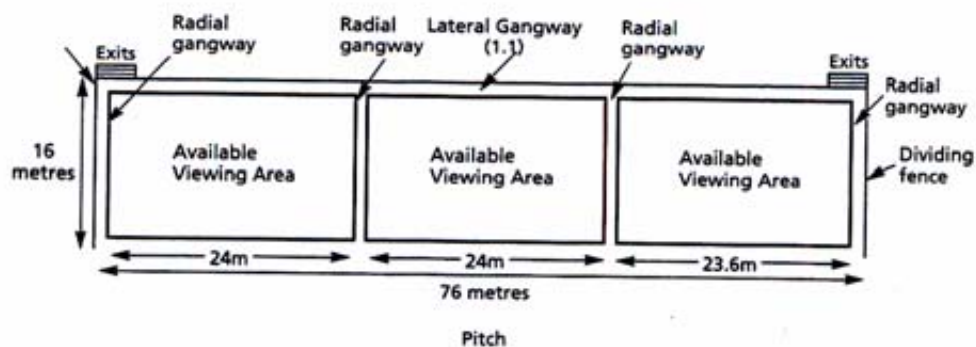 Radial
gangway
Radial
gangway
Lateral Gangway
(1.1)
Radial
gangway
Exits
Exits
Radial
gangway
16
metres
Available
Viewing Area
Available
Viewing Area
Available
Viewing Area
Dividing
fence
24m
24m
23.6m
76 metres
Pitch